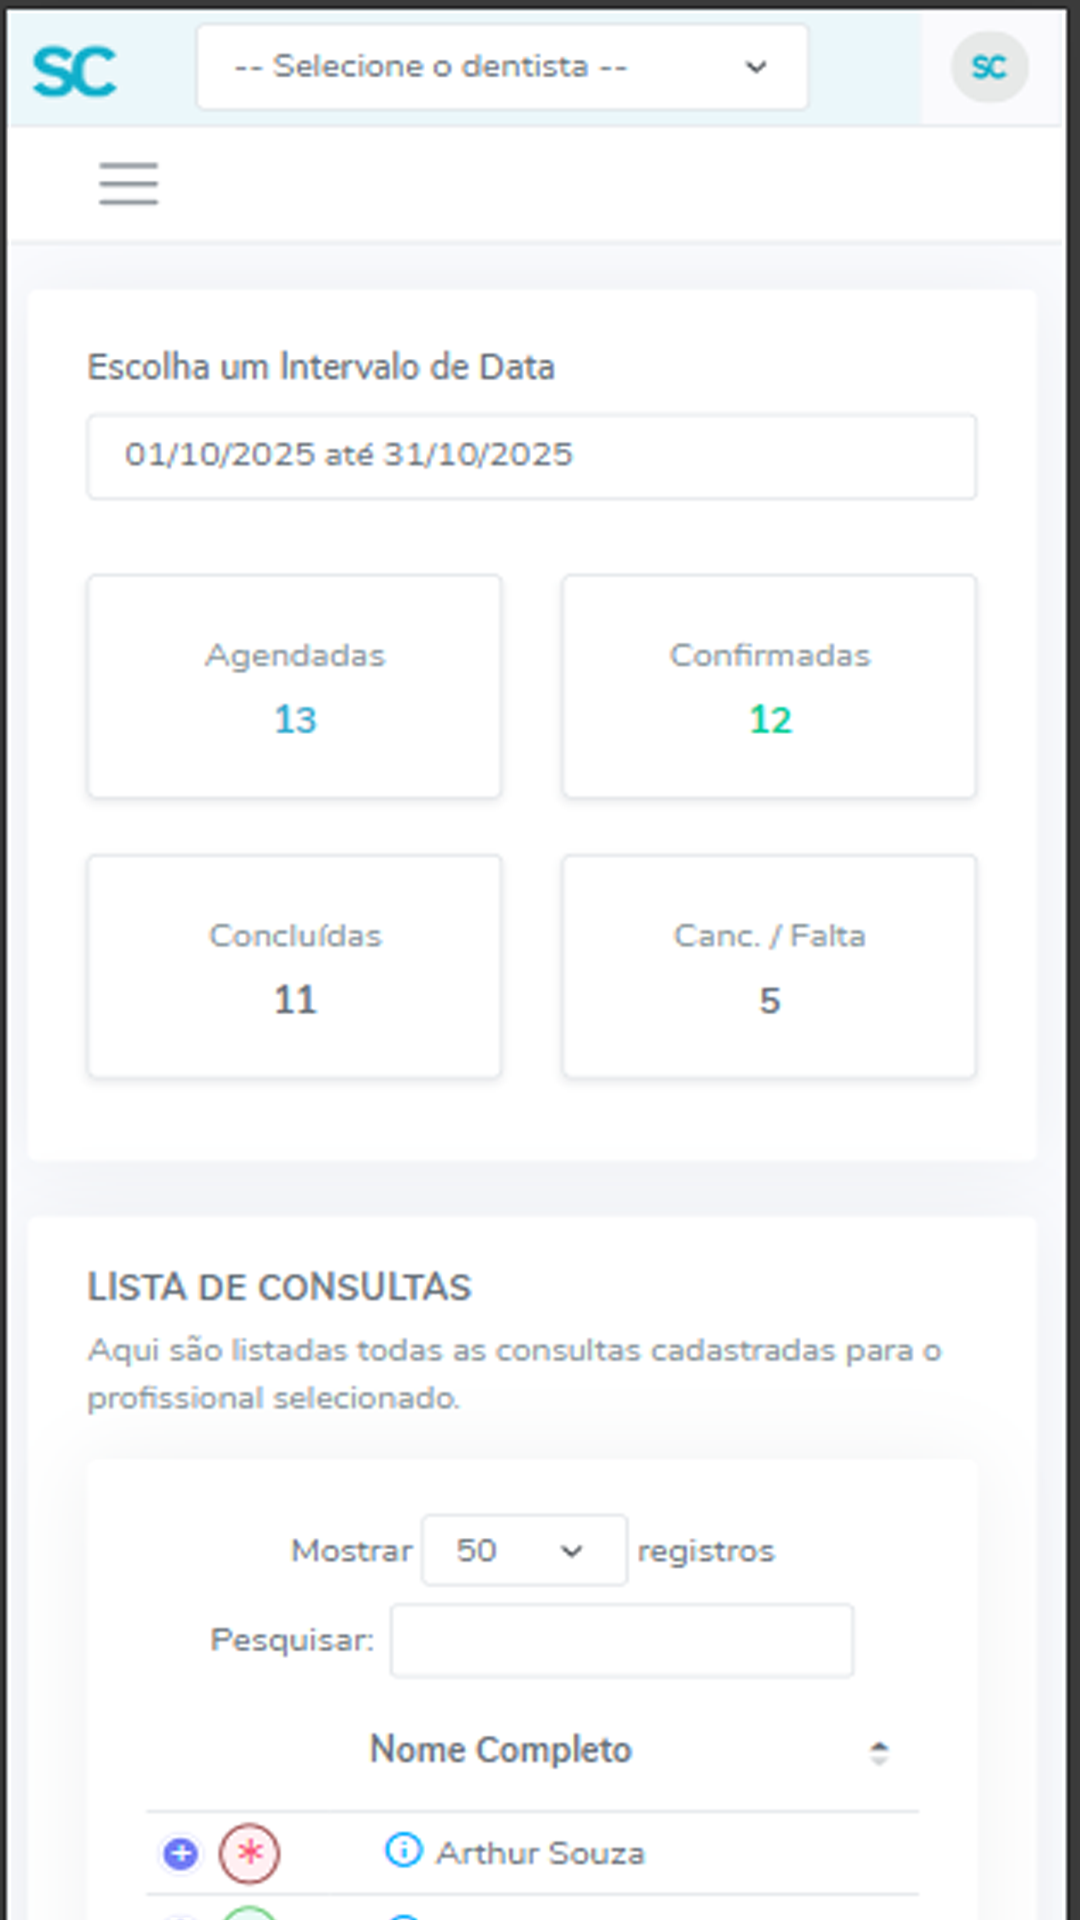 SC
-- Selecione o dentista --
SC
Escolha um Intervalo de Data
01/10/2025 até 31/10/2025
Agendadas
13
Confirmadas
12
Concluídas
11
Canc. / Falta
5
LISTA DE CONSULTAS
Aqui são listadas todas as consultas cadastradas para o
profissional selecionado.
Mostrar 50 registros
Pesquisar:
Nome Completo
Arthur Souza